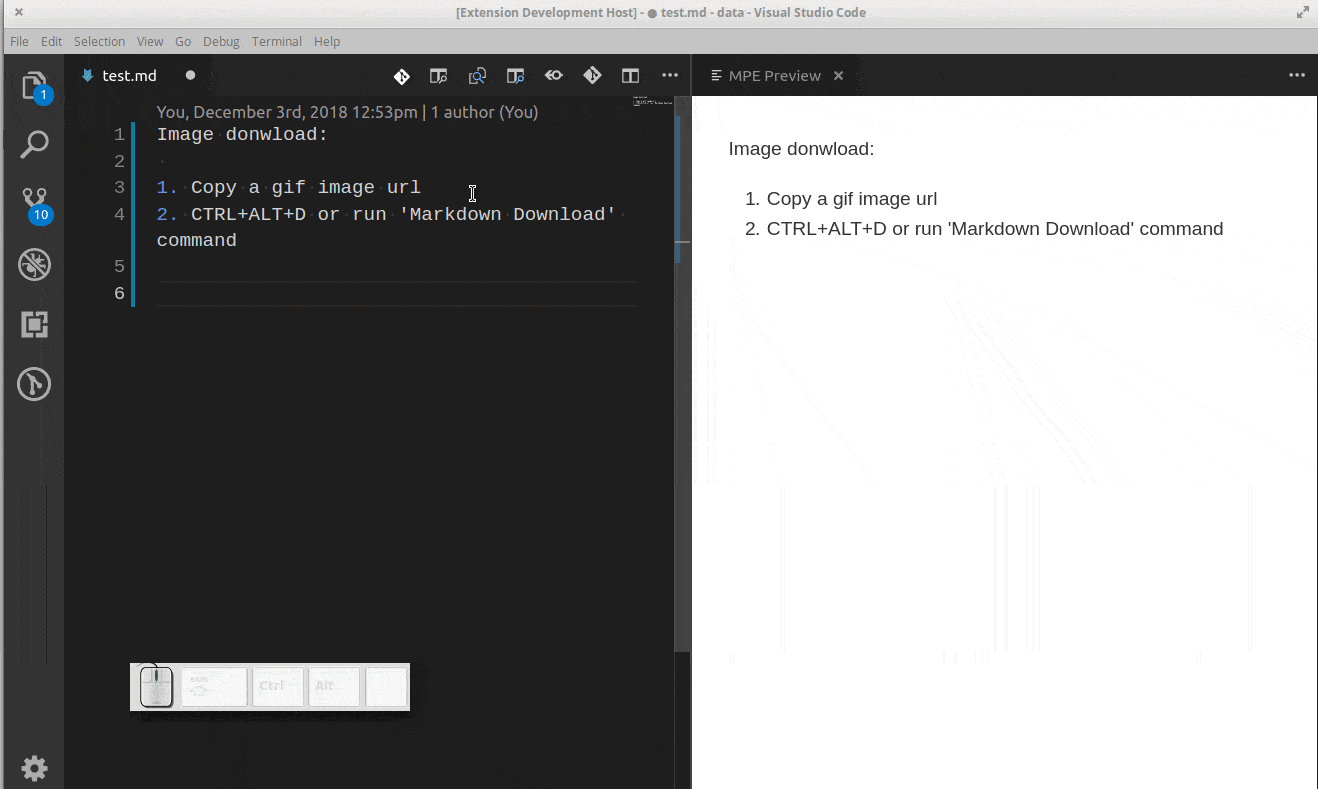 [Extension Development Host] - ● test.md - data - Visual Studio Code
File Edit Selection View Go Debug Terminal Help
test.md
MPE Preview
1
10
You, December 3rd, 2018 12:53pm | 1 author (You)
1 Image donwload:
2
3 1. Copy a gif image url
4 2. CTRL+ALT+D or run 'Markdown Download'
command
5
6
Image donwload:
1. Copy a gif image url
2. CTRL+ALT+D or run 'Markdown Download' command
Ctrl Alt